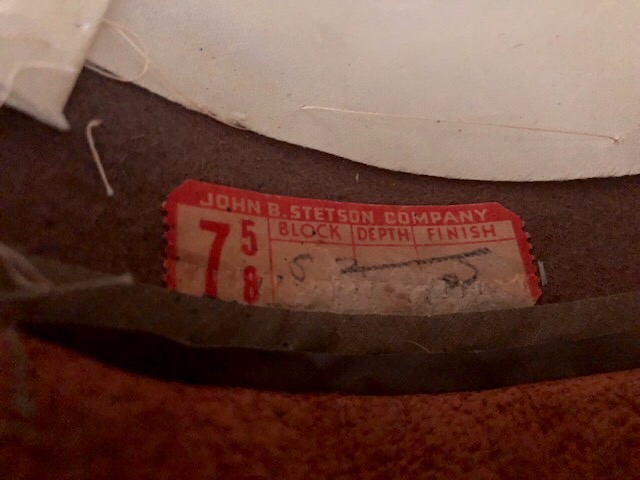 JOHN B. STETSON COMPANY
7 5/8 BLOCK DEPTH FINISH